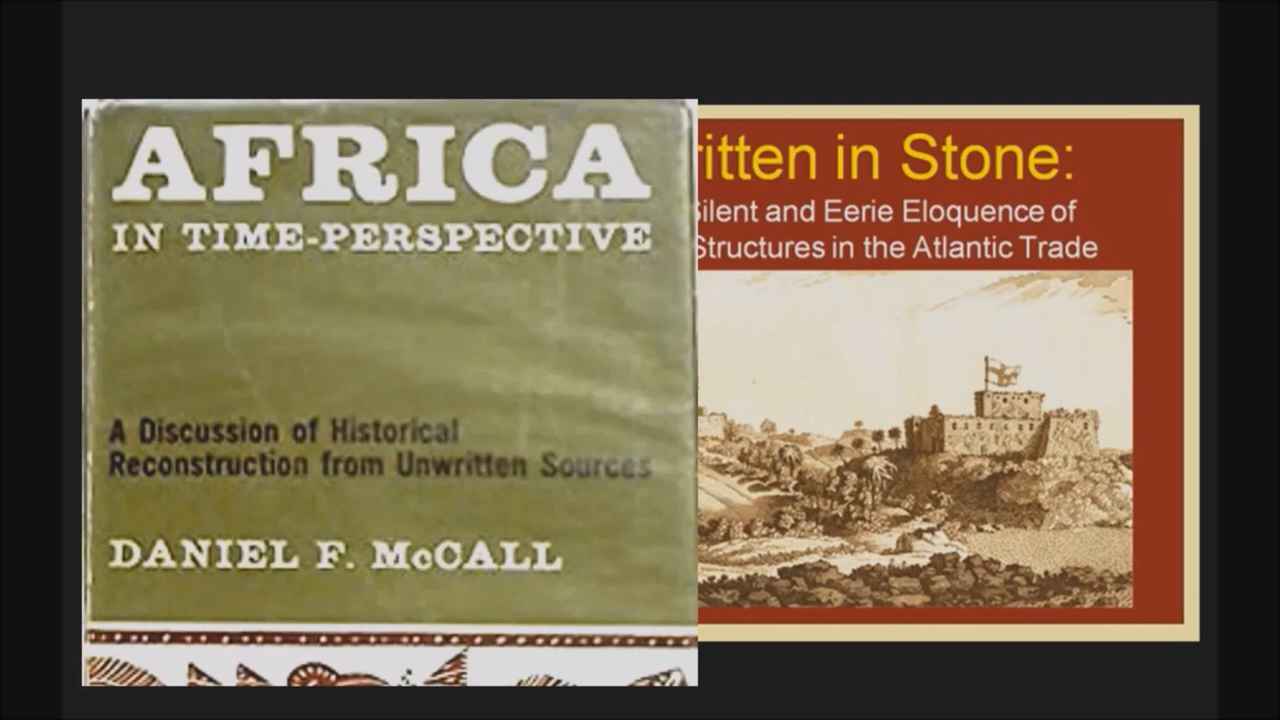 AFRICA
IN TIME-PERSPECTIVE
A Discussion of Historical
Reconstruction from Unwritten Sources
DANIEL F. McCALL
ritten in Stone:
Silent and Eerie Eloquence of
Structures in the Atlantic Trade